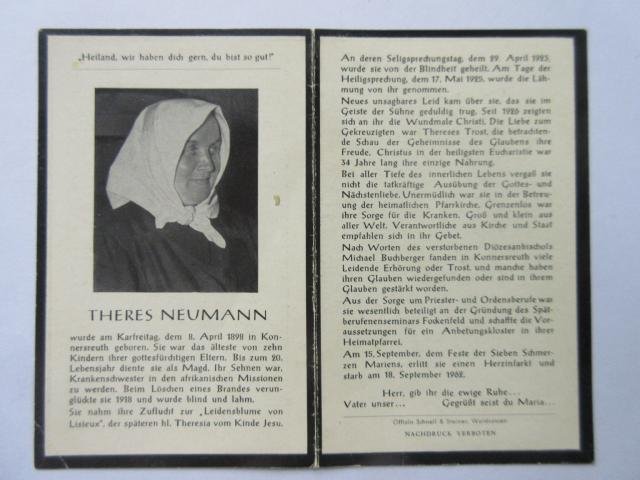 „Heiland, wir haben dich gern, du bist so gut!"
THERES NEUMANN
wurde am Karfreitag, dem 8. April 1898 in Kon-
nersreuth geboren. Sie war das älteste von zehn
Kindern ihrer gottesfürchtigen Eltern. Bis zum 20.
Lebensjahr diente sie als Magd. Ihr Sehnen war,
Krankenschwester in den afrikanischen Missionen
zu werden. Beim Löschen eines Brandes verun-
glückte sie 1918 und wurde blind und lahm.
Sie nahm ihre Zuflucht zur „Leidensblume von
Lisieux", der späteren hl. Theresia vom Kinde Jesu.
An deren Seligsprechungstag, dem 29. April 1923,
wurde sie von der Blindheit geheilt. Am Tage der
Heiligsprechung, dem 17. Mai 1925, wurde die Läh-
mung von ihr genommen.
Neues unsagbares Leid kam über sie, das sie im
Geiste der Sühne geduldig trug. Seit 1926 zeigten
sich an ihr die Wundmale Christi. Die Liebe zum
Gekreuzigten war Thereses Trost, die betrachten-
de Schau der Geheimnisse des Glaubens ihre
Freude, Christus in der heiligsten Eucharistie war
34 Jahre lang ihre einzige Nahrung.
Bei aller Tiefe des innerlichen Lebens vergaß sie
nicht die tatkräftige Ausübung der Gottes- und
Nächstenliebe. Unermüdlich war sie in der Betreu-
ung der heimatlichen Pfarrkirche. Grenzenlos war
ihre Sorge für die Kranken. Groß und klein aus
aller Welt, Verantwortliche aus Kirche und Staat
empfahlen sich in ihr Gebet.
Nach Worten des verstorbenen Diözesanbischofs
Michael Buchberger fanden in Konnersreuth viele
Leidende Erhörung oder Trost, und manche haben
ihren Glauben wiedergefunden oder sind in ihrem
Glauben gestärkt worden.
Aus der Sorge um Priester- und Ordensberufe war
sie wesentlich beteiligt an der Gründung des Spät-
berufenenseminars Fockenfeld und schaffte die Vor-
aussetzungen für ein Anbetungskloster in ihrer
Heimatpfarrei.
Am 15. September, dem Feste der Sieben Schmer-
zen Mariens, erlitt sie einen Herzinfarkt und
starb am 18. September 1962.
Herr, gib ihr die ewige Ruhe...
Vater unser... Gegrüßt seist du Maria...
Offizin Schnell & Steiner, Waldsassen
NACHDRUCK VERBOTEN